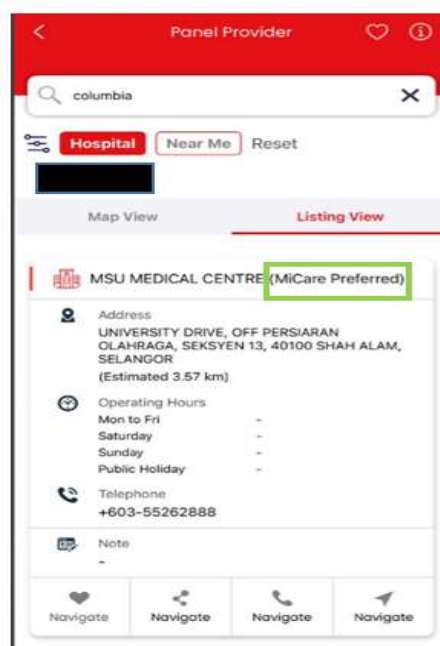 Panel Provider
columbia
Hospital Near Me Reset
Map View Listing View
MSU MEDICAL CENTRE (MiCare Preferred)
Address
UNIVERSITY DRIVE, OFF PERSIARAN
OLAHRAGA, SEKSYEN 13, 40100 SHAH ALAM,
SELANGOR
(Estimated 3.57 km)
Operating Hours
Mon to Fri -
Saturday -
Sunday -
Public Holiday -
Telephone
+603-55262888
Note
-
Navigate Navigate Navigate Navigate